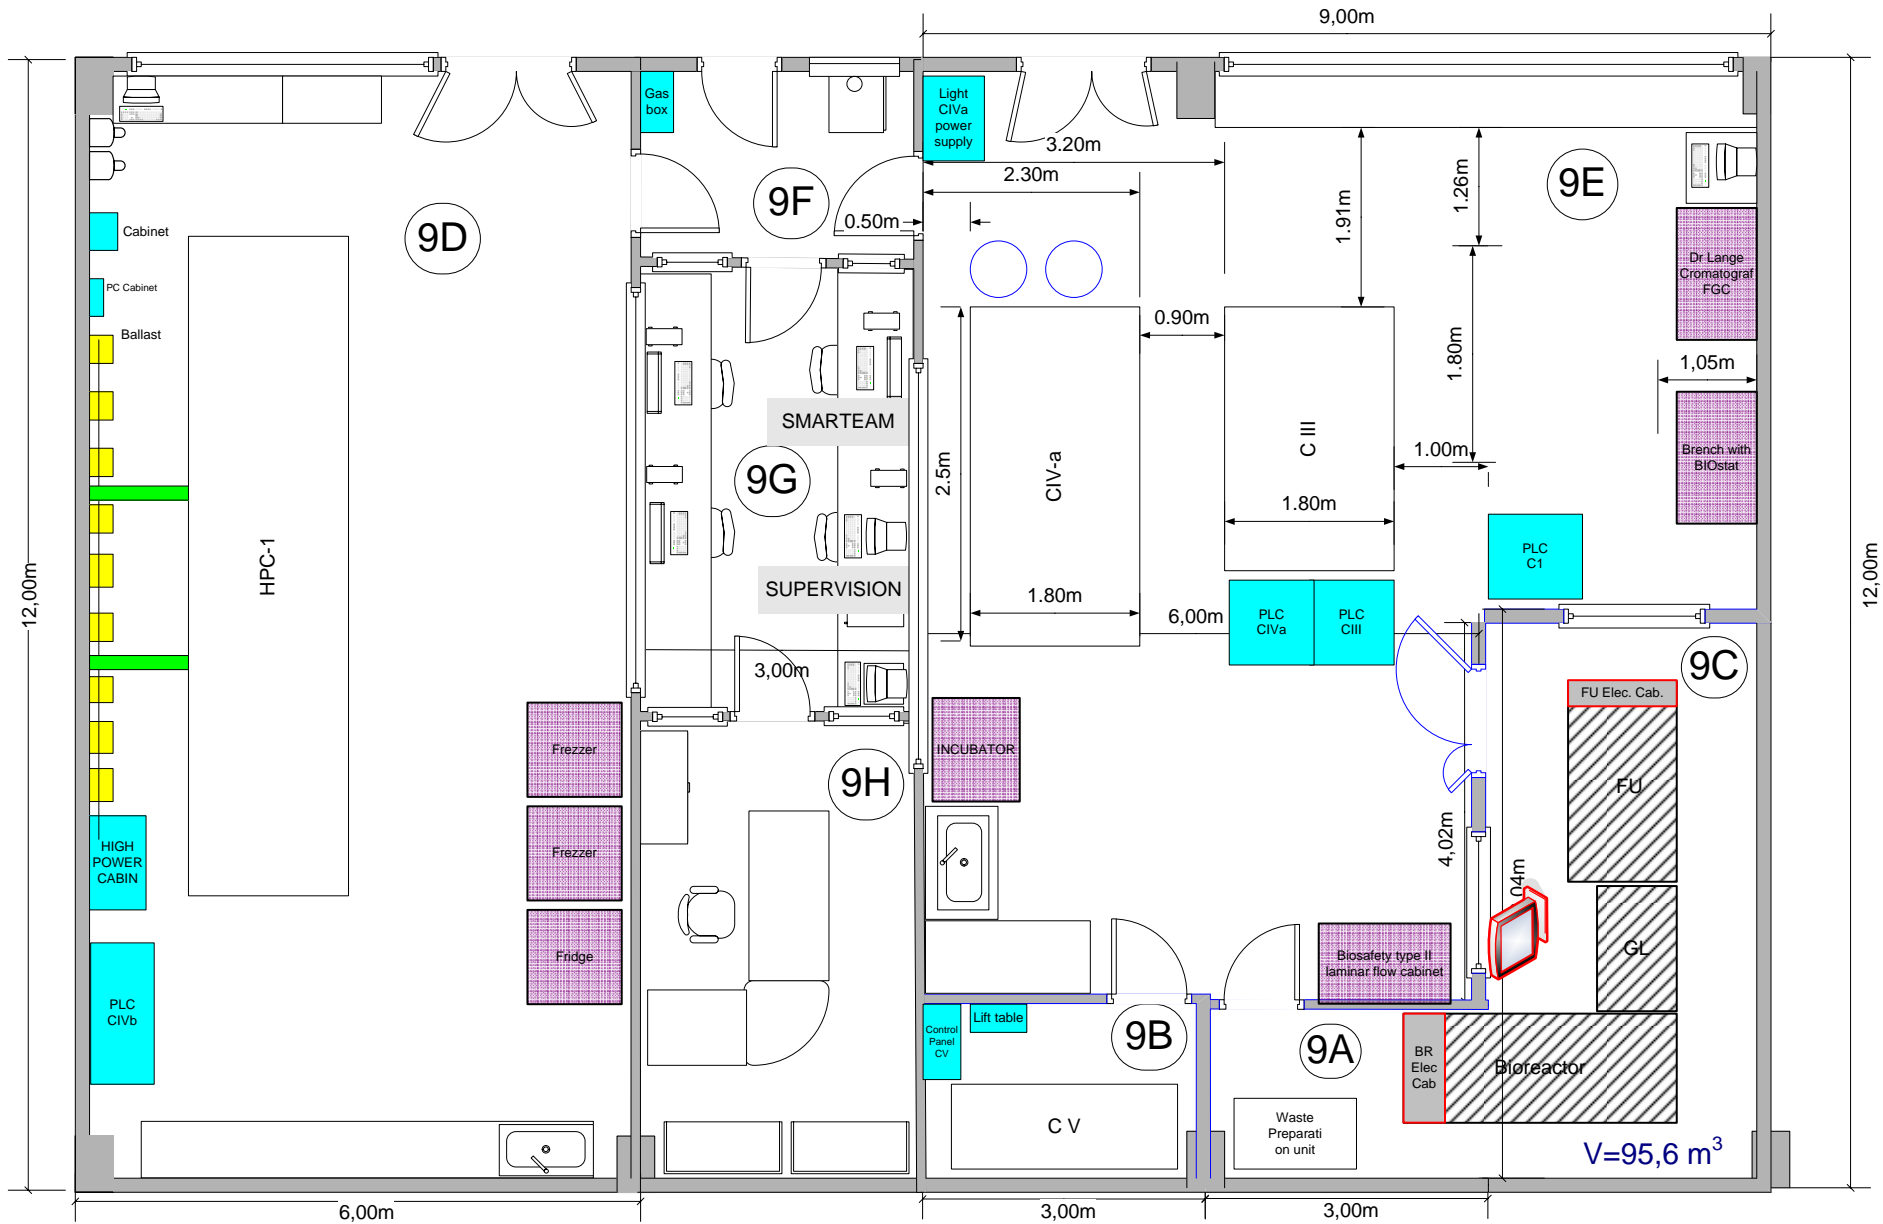 9,00m
Gas
box
Light
CIVa
power
supply
3.20m
2.30m
0.50m
1.91m
1.26m
9E
9F
9D
Cabinet
PC Cabinet
Ballast
Dr Lange
Cromatograf
FGC
0.90m
1.80m
1,05m
SMARTEAM
9G
2.5m
CIV-a
C III
1.00m
Brench with
BIOstat
1.80m
HPC-1
12,00m
12,00m
SUPERVISION
1.80m
6,00m
PLC
CIVa
PLC
CIII
PLC
C1
3,00m
9C
FU Elec. Cab.
FU
Frezzer
INCUBATOR
9H
4,02m
04m
HIGH
POWER
CABIN
Frezzer
Fridge
Biosafety type II
laminar flow cabinet
GL
PLC
CIVb
Control
Panel
CV
Lift table
9B
9A
BR
Elec
Cab
Bioreactor
C V
Waste
Preparati
on unit
V=95,6 m³
6,00m
3,00m
3,00m